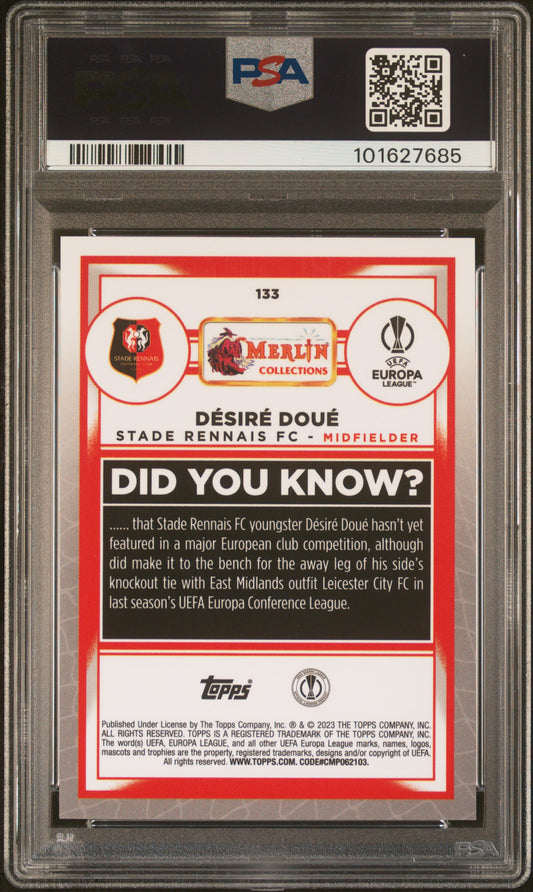 PSA
101627685
133
STADE RENNAIS
FOOTBALL CLUB
MERLIN
COLLECTIONS
UEFA
EUROPA
LEAGUE™
DÉSIRÉ DOUÉ
STADE RENNAIS FC - MIDFIELDER
DID YOU KNOW?
...... that Stade Rennais FC youngster Désiré Doué hasn't yet
featured in a major European club competition, although
did make it to the bench for the away leg of his side's
knockout tie with East Midlands outfit Leicester City FC in
last season's UEFA Europa Conference League.
Topps
Published Under License by The Topps Company, Inc. ® & © 2023 THE TOPPS COMPANY, INC.
ALL RIGHTS RESERVED. TOPPS IS A REGISTERED TRADEMARK OF THE TOPPS COMPANY, INC.
The word(s) UEFA, EUROPA LEAGUE, and all other UEFA Europa League marks, names, logos,
mascots and trophies are the property, registered trademarks, designs and/or copyright of UEFA.
All rights reserved. WWW.TOPPS.COM. CODE#CMP062103.
PSA